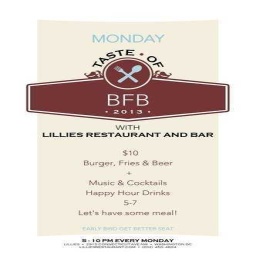 MONDAY
TASTE • OF
BFB
• 2013 •
WITH
LILLIES RESTAURANT AND BAR
$10
Burger, Fries & Beer
+
Music & Cocktails
Happy Hour Drinks
5-7
Let's have some meal!
EARLY BIRD GET BETTER SEAT
5 - 10 PM EVERY MONDAY